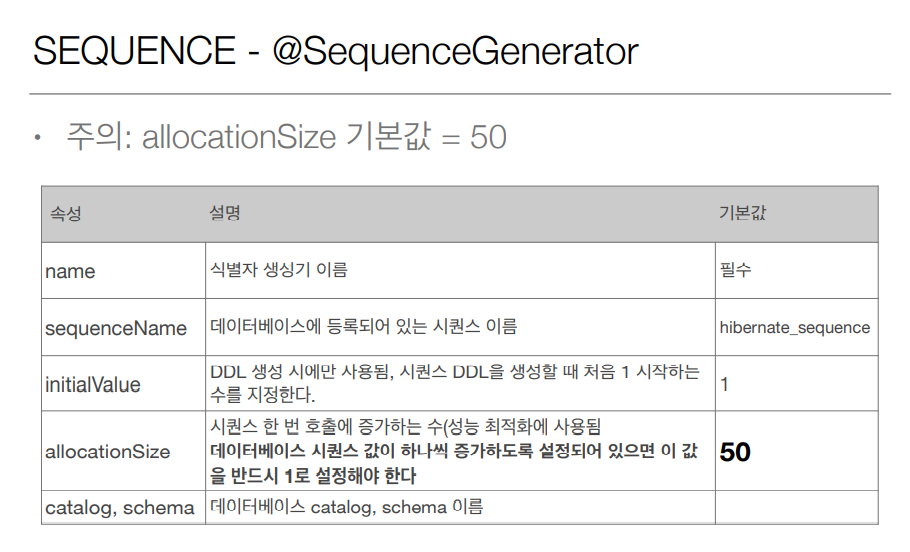 SEQUENCE - @SequenceGenerator
• 주의: allocationSize 기본값 = 50
속성 설명 기본값
name 식별자 생성기 이름 필수
sequenceName 데이터베이스에 등록되어 있는 시퀀스 이름 hibernate_sequence
initialValue DDL 생성 시에만 사용됨, 시퀀스 DDL을 생성할 때 처음 1 시작하는 1
수를 지정한다.
시퀀스 한 번 호출에 증가하는 수(성능 최적화에 사용됨
allocationSize 데이터베이스 시퀀스 값이 하나씩 증가하도록 설정되어 있으면 이 값 50
을 반드시 1로 설정해야 한다
catalog, schema 데이터베이스 catalog, schema 이름